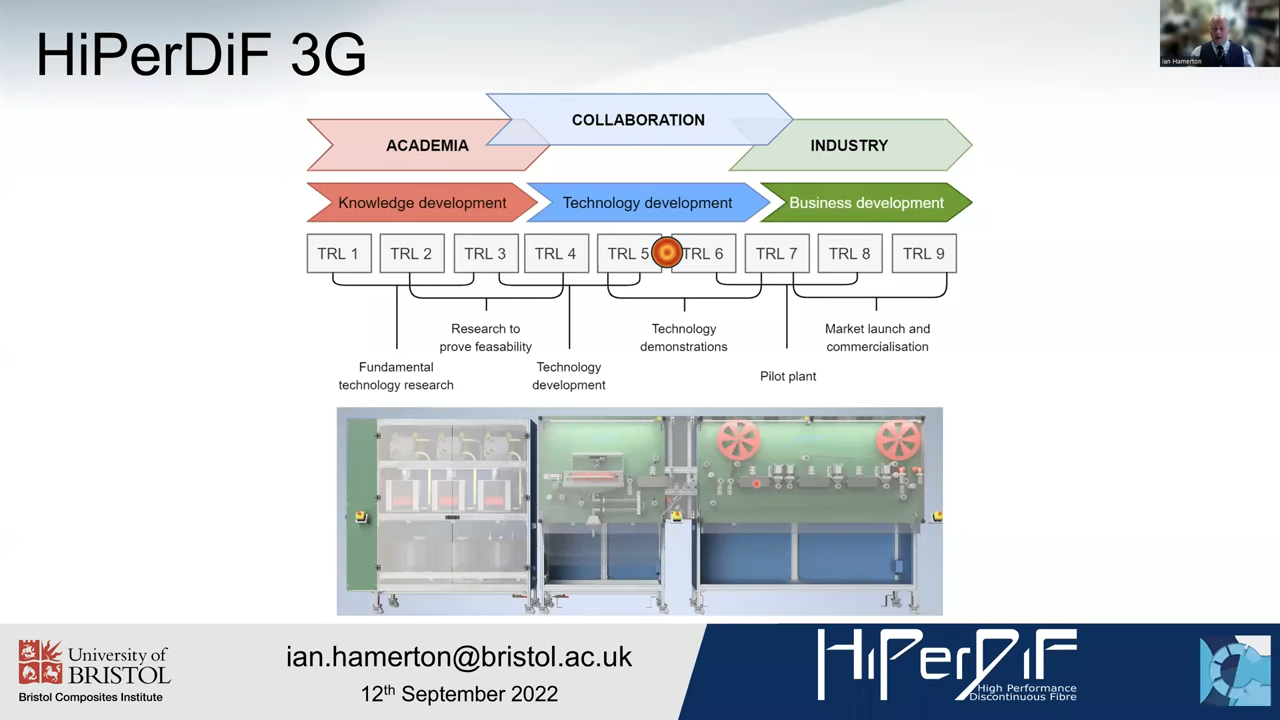 HiPerDiF 3G
Ian Hamerton
COLLABORATION
ACADEMIA
INDUSTRY
Knowledge development
Technology development
Business development
TRL 1
TRL 2
TRL 3
TRL 4
TRL 5
TRL 6
TRL 7
TRL 8
TRL 9
Research to
prove feasability
Technology
demonstrations
Market launch and
commercialisation
Fundamental
technology research
Technology
development
Pilot plant
University of
BRISTOL
Bristol Composites Institute
ian.hamerton@bristol.ac.uk
12th September 2022
HiPerDiF
High Performance
Discontinuous Fibre